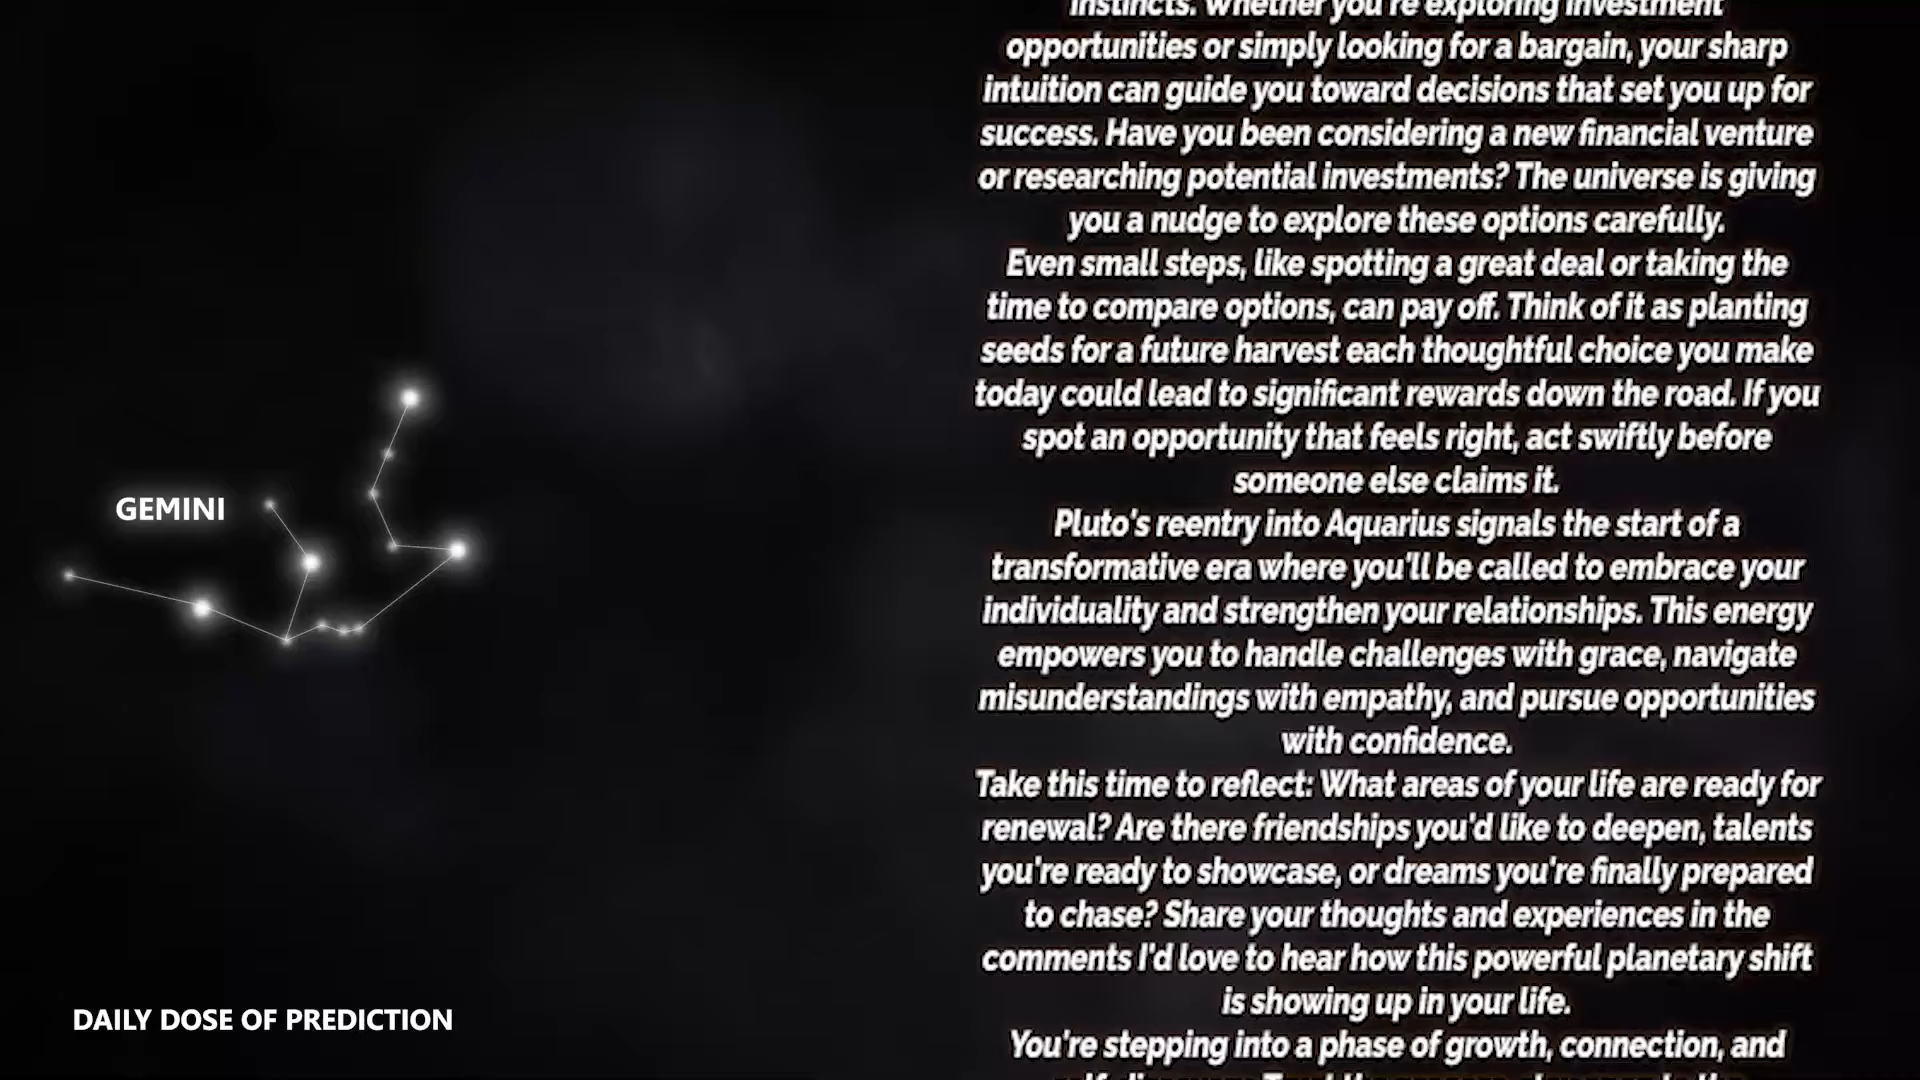 instincts. Whether you're exploring investment
opportunities or simply looking for a bargain, your sharp
intuition can guide you toward decisions that set you up for
success. Have you been considering a new financial venture
or researching potential investments? The universe is giving
you a nudge to explore these options carefully.
Even small steps, like spotting a great deal or taking the
time to compare options, can pay off. Think of it as planting
seeds for a future harvest each thoughtful choice you make
today could lead to significant rewards down the road. If you
spot an opportunity that feels right, act swiftly before
someone else claims it.
Pluto's reentry into Aquarius signals the start of a
transformative era where you'll be called to embrace your
individuality and strengthen your relationships. This energy
empowers you to handle challenges with grace, navigate
misunderstandings with empathy, and pursue opportunities
with confidence.
Take this time to reflect: What areas of your life are ready for
renewal? Are there friendships you'd like to deepen, talents
you're ready to showcase, or dreams you're finally prepared
to chase? Share your thoughts and experiences in the
comments I'd love to hear how this powerful planetary shift
is showing up in your life.
You're stepping into a phase of growth, connection, and
GEMINI
DAILY DOSE OF PREDICTION